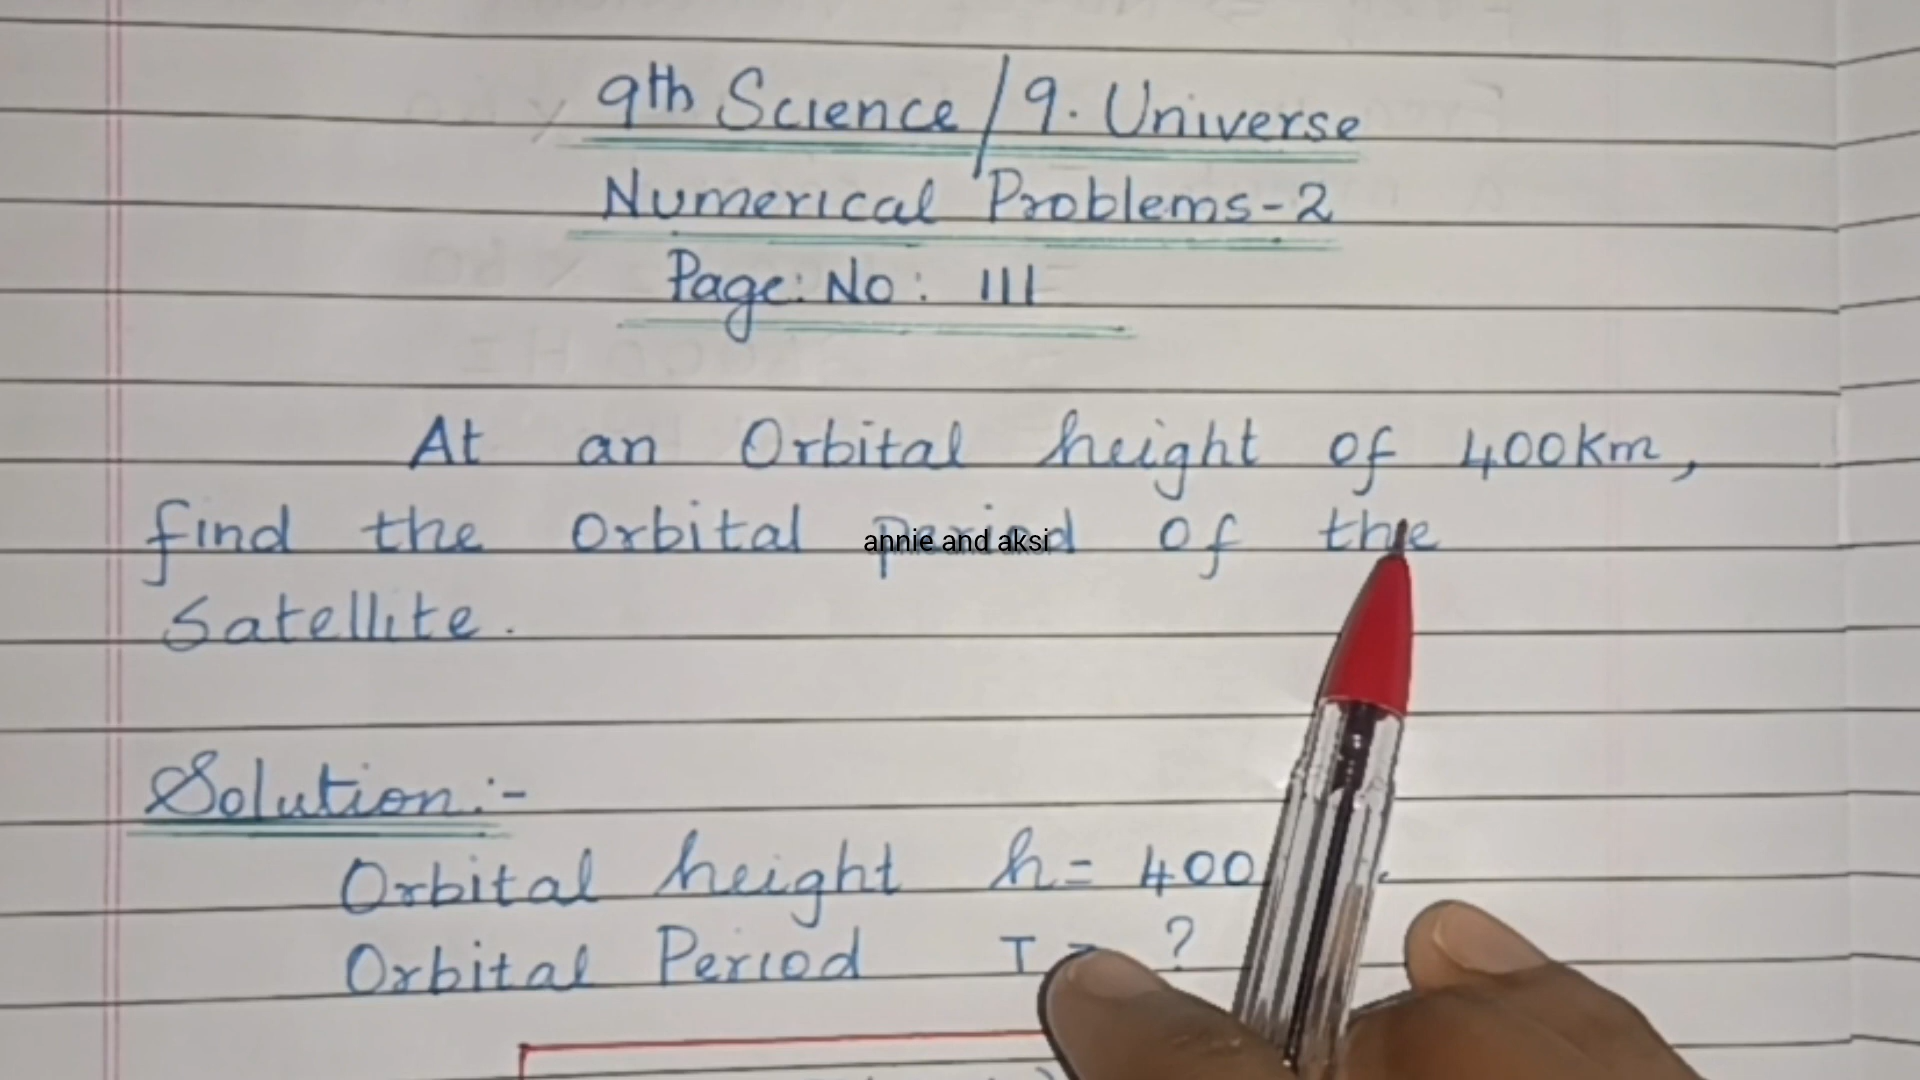 9th Science / 9. Universe
Numerical Problems-2
Page: No: 111
At an Orbital height of 400km,
find the Orbital period of the
annie and aksi
Satellite.
Solution:-
Orbital height h = 400
Orbital Period T = ?